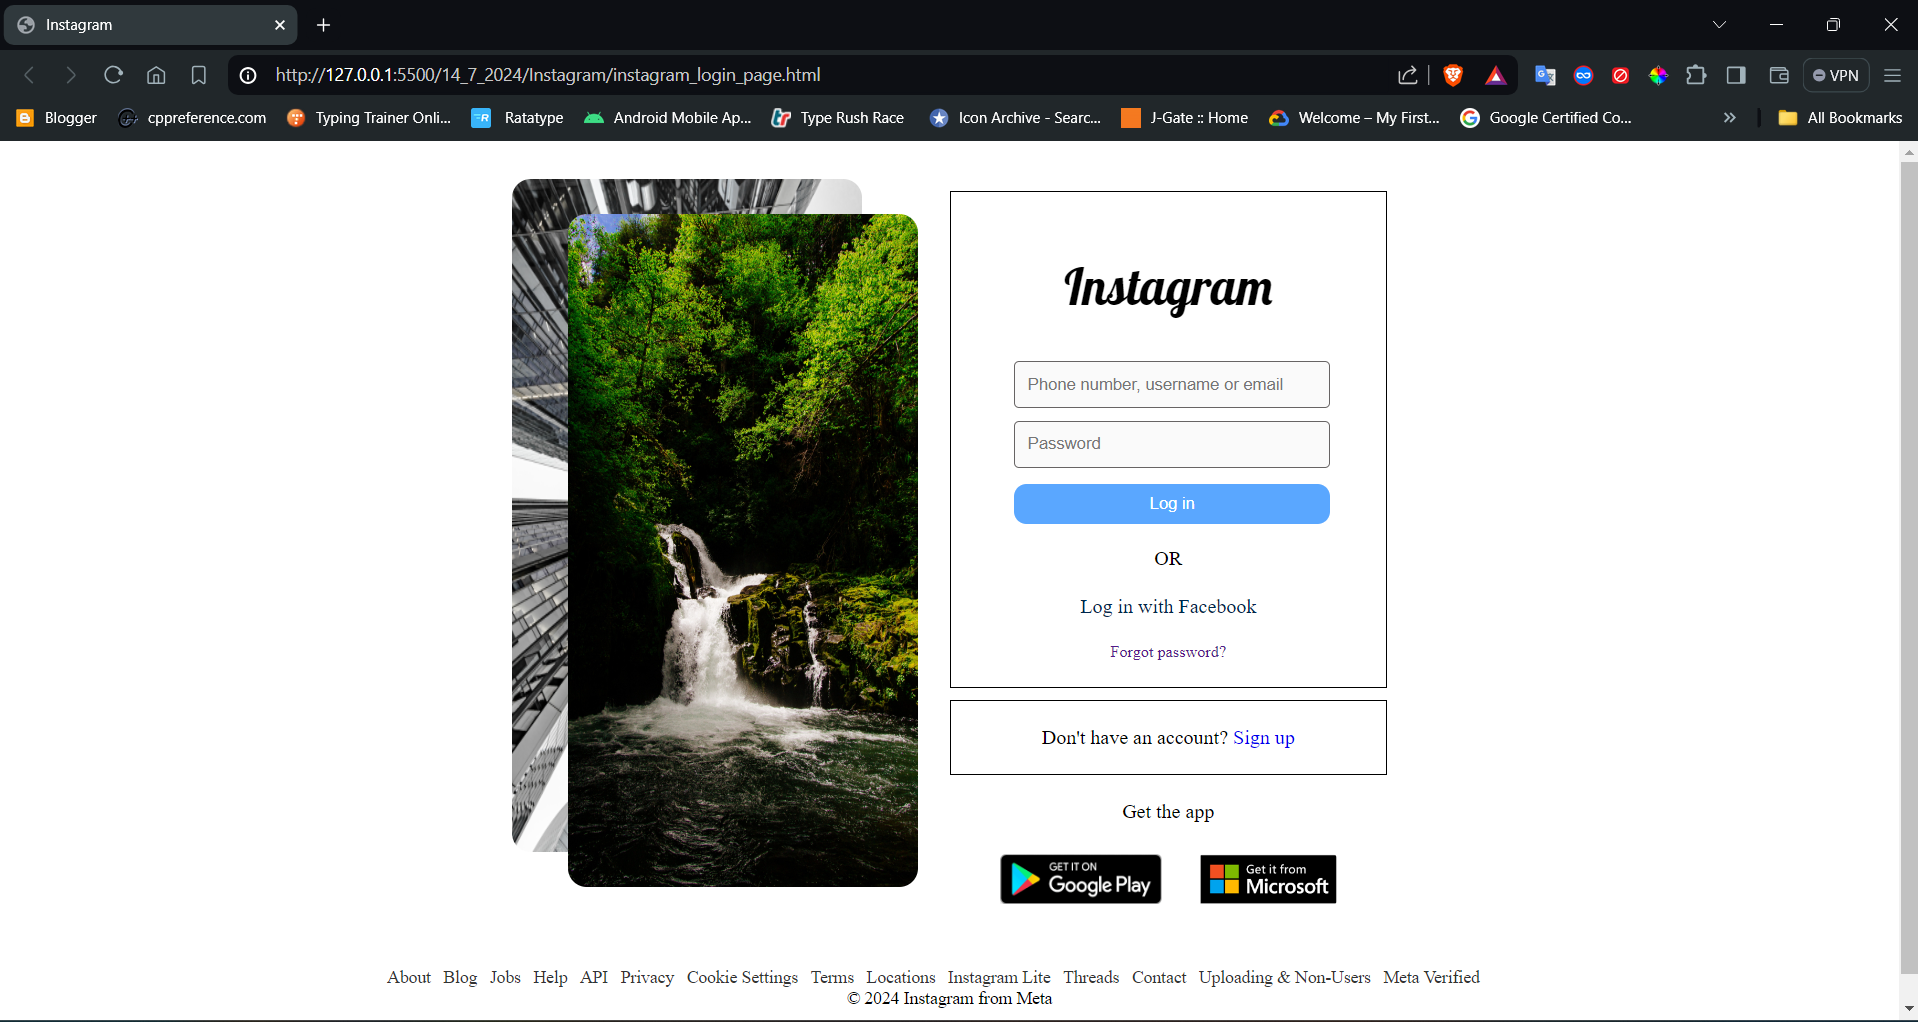 Instagram
http://127.0.0.1:5500/14_7_2024/Instagram/instagram_login_page.html
VPN
Blogger
cppreference.com
Typing Trainer Onli...
Ratatype
Android Mobile Ap...
Type Rush Race
Icon Archive - Searc...
J-Gate :: Home
Welcome – My First...
Google Certified Co...
All Bookmarks
Instagram
Phone number, username or email
Password
Log in
OR
Log in with Facebook
Forgot password?
Don't have an account? Sign up
Get the app
GET IT ON
Google Play
Get it from
Microsoft
About Blog Jobs Help API Privacy Cookie Settings Terms Locations Instagram Lite Threads Contact Uploading & Non-Users Meta Verified
© 2024 Instagram from Meta